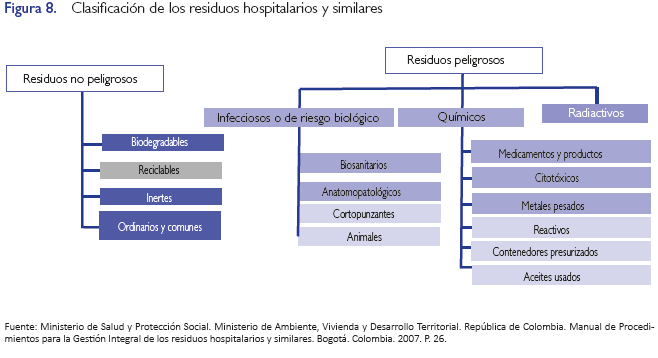 Figura 8. Clasificación de los residuos hospitalarios y similares
Residuos no peligrosos
Biodegradables
Reciclables
Inertes
Ordinarios y comunes
Residuos peligrosos
Infecciosos o de riesgo biológico
Biosanitarios
Anatomopatológicos
Cortopunzantes
Animales
Químicos
Medicamentos y productos
Citotóxicos
Metales pesados
Reactivos
Contenedores presurizados
Aceites usados
Radiactivos
Fuente: Ministerio de Salud y Protección Social. Ministerio de Ambiente, Vivienda y Desarrollo Territorial. República de Colombia. Manual de Procedi-
mientos para la Gestión Integral de los residuos hospitalarios y similares. Bogotá. Colombia. 2007. P. 26.